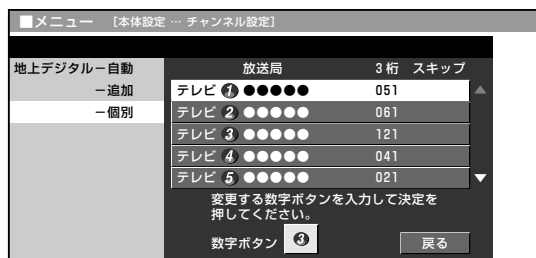 ■メニュー [本体設定 … チャンネル設定]
地上デジタル－自動
－追加
－個別
放送局 3桁 スキップ
テレビ ❶ ●●●●● 051
テレビ ❷ ●●●●● 061
テレビ ❸ ●●●●● 121
テレビ ❹ ●●●●● 041
テレビ ❺ ●●●●● 021
変更する数字ボタンを入力して決定を
押してください。
数字ボタン ❸ 戻る